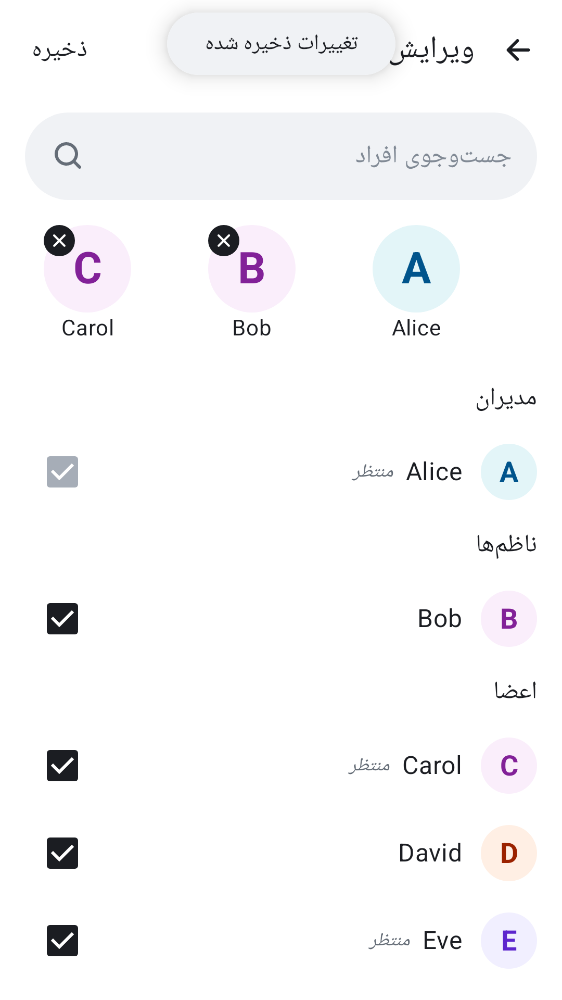 ویرایش
تغییرات ذخیره شده
ذخیره
جست‌وجوی افراد
A
Alice
B
Bob
C
Carol
مدیران
A
Alice منتظر
ناظم‌ها
B
Bob
اعضا
C
Carol منتظر
D
David
E
Eve منتظر